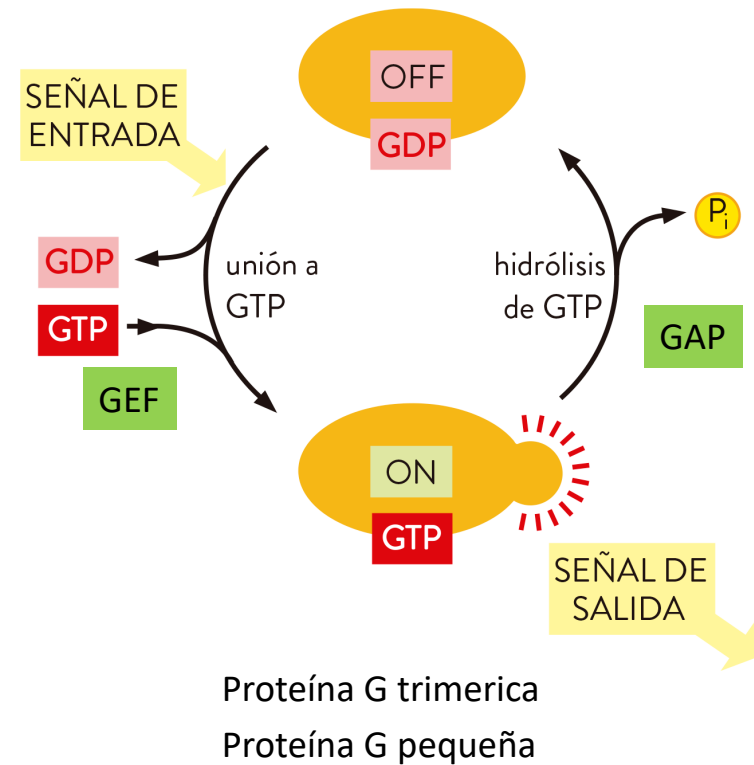 OFF
GDP
SEÑAL DE
ENTRADA
GDP
GTP
GEF
unión a
GTP
hidrólisis
de GTP
Pi
GAP
ON
GTP
SEÑAL DE
SALIDA
Proteína G trimerica
Proteína G pequeña